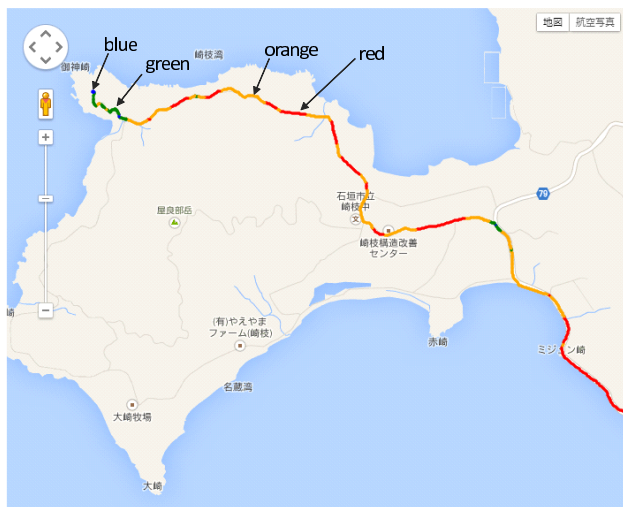 地図 航空写真
blue
green
orange
red
御神崎
崎枝湾
79
石垣市立
崎枝中
文
屋良部岳
崎枝構造改善
センター
崎
(有)やえやま
ファーム(崎枝)
赤崎
ミジュン崎
名蔵湾
大崎牧場
大崎